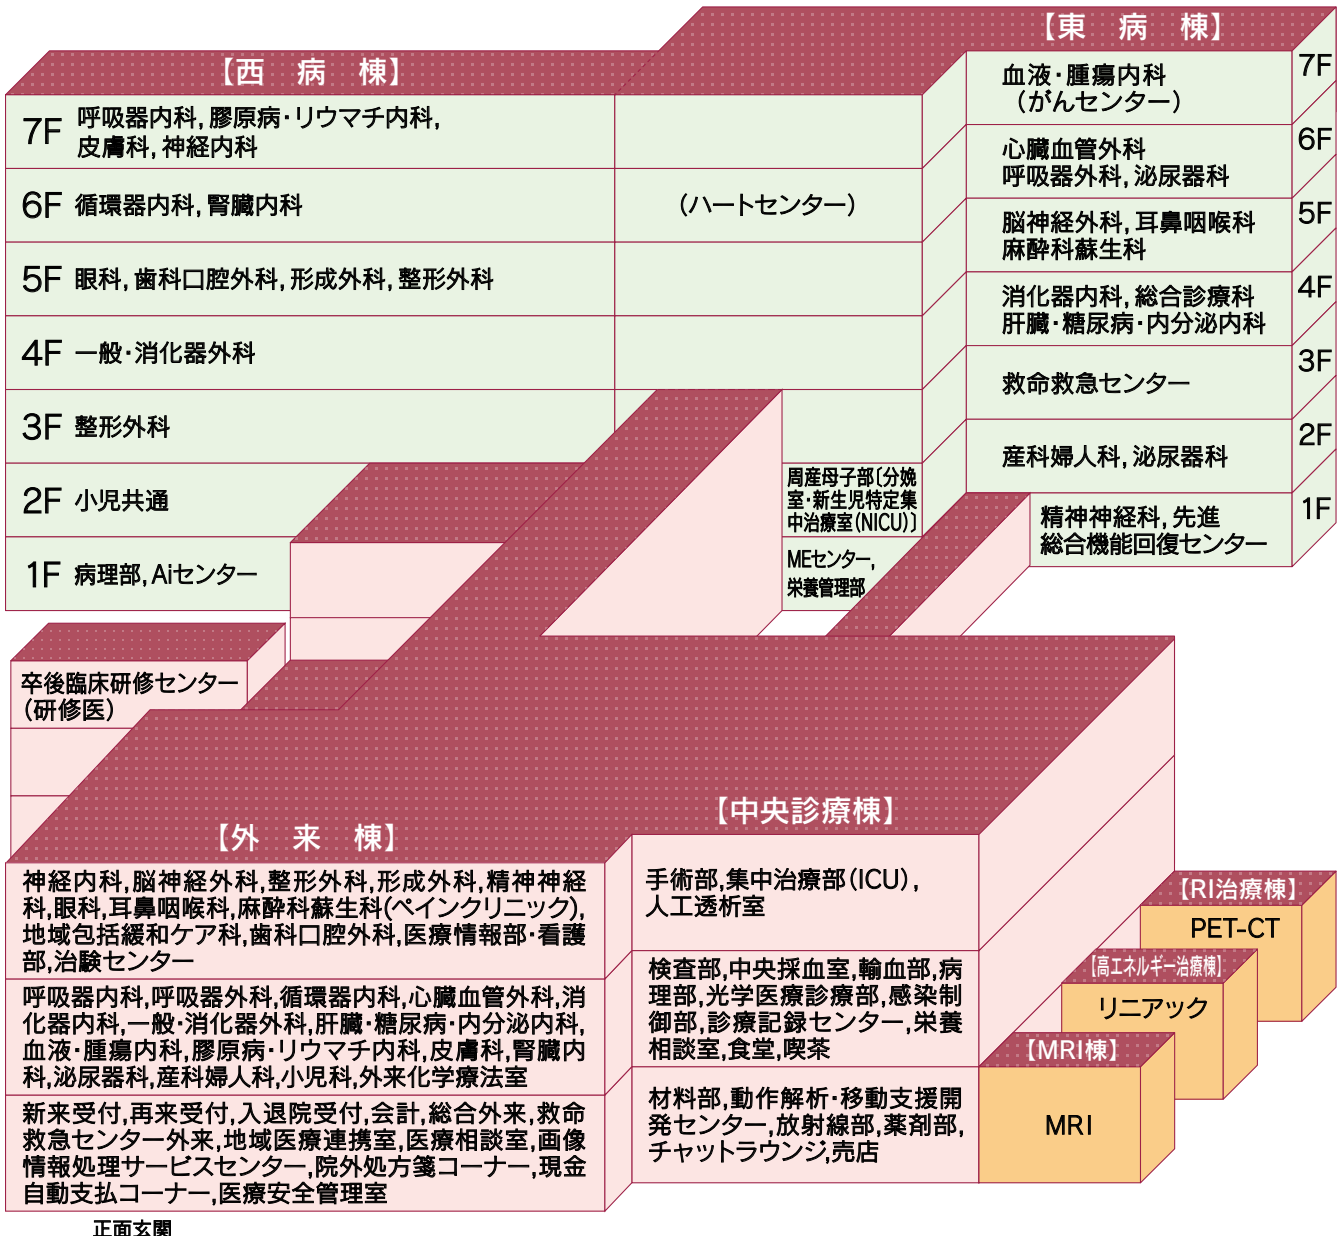 【東　病　棟】
【西　病　棟】
7F
呼吸器内科，膠原病・リウマチ内科，
皮膚科，神経内科
6F 循環器内科，腎臓内科
（ハートセンター）
5F 眼科，歯科口腔外科，形成外科，整形外科
4F 一般・消化器外科
3F 整形外科
2F 小児共通
周産母子部〔分娩
室・新生児特定集
中治療室（NICU）〕
1F 病理部，Aiセンター
MEセンター，
栄養管理部
血液・腫瘍内科
（がんセンター）
7F
心臓血管外科
呼吸器外科，泌尿器科
6F
脳神経外科，耳鼻咽喉科
麻酔科蘇生科
5F
消化器内科，総合診療科
肝臓・糖尿病・内分泌内科
4F
救命救急センター
3F
産科婦人科，泌尿器科
2F
精神神経科，先進
総合機能回復センター
1F
卒後臨床研修センター
（研修医）
【外　来　棟】
神経内科，脳神経外科，整形外科，形成外科，精神神経
科，眼科，耳鼻咽喉科，麻酔科蘇生科（ペインクリニック），
地域包括緩和ケア科，歯科口腔外科，医療情報部・看護
部，治験センター
呼吸器内科，呼吸器外科，循環器内科，心臓血管外科，消
化器内科，一般・消化器外科，肝臓・糖尿病・内分泌内科，
血液・腫瘍内科，膠原病・リウマチ内科，皮膚科，腎臓内
科，泌尿器科，産科婦人科，小児科，外来化学療法室
新来受付，再来受付，入退院受付，会計，総合外来，救命
救急センター外来，地域医療連携室，医療相談室，画像
情報処理サービスセンター，院外処方箋コーナー，現金
自動支払コーナー，医療安全管理室
正面玄関
【中央診療棟】
手術部，集中治療部（ICU），
人工透析室
検査部，中央採血室，輸血部，病
理部，光学医療診療部，感染制
御部，診療記録センター，栄養
相談室，食堂，喫茶
材料部，動作解析・移動支援開
発センター，放射線部，薬剤部，
チャットラウンジ，売店
【RI治療棟】
PET-CT
【高エネルギー治療棟】
リニアック
【MRI棟】
MRI